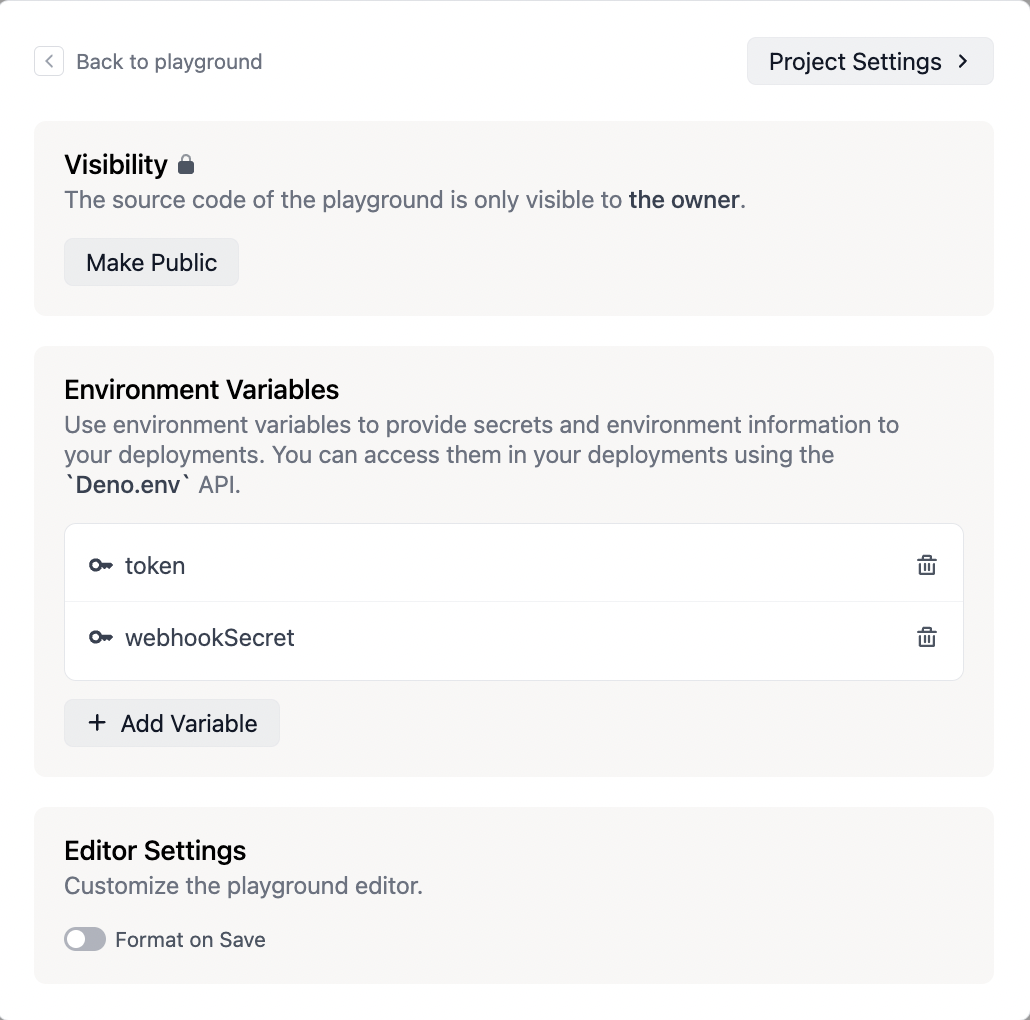 Back to playground
Project Settings
Visibility
The source code of the playground is only visible to the owner.
Make Public
Environment Variables
Use environment variables to provide secrets and environment information to
your deployments. You can access them in your deployments using the
`Deno.env` API.
token
webhookSecret
+ Add Variable
Editor Settings
Customize the playground editor.
Format on Save